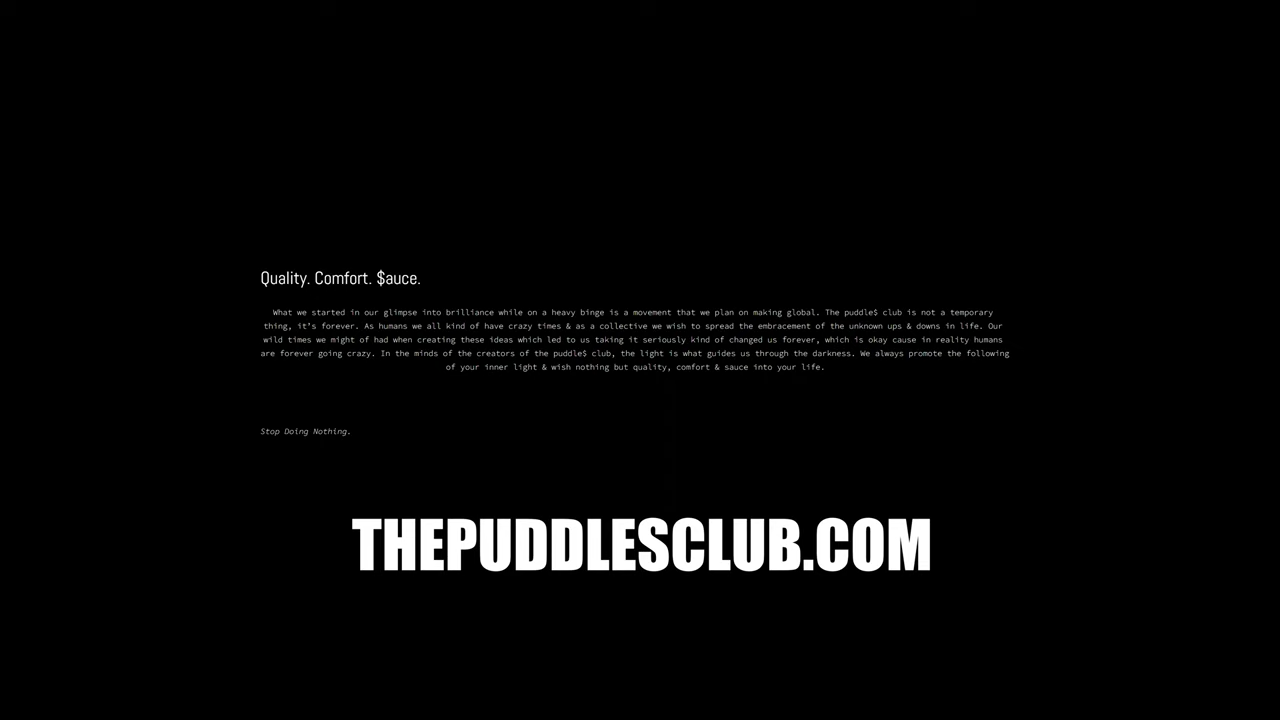 Quality. Comfort. $auce.
What we started in our glimpse into brilliance while on a heavy binge is a movement that we plan on making global. The puddle$ club is not a temporary
thing, it's forever. As humans we all kind of have crazy times & as a collective we wish to spread the embracement of the unknown ups & downs in life. Our
wild times we might of had when creating these ideas which led to us taking it seriously kind of changed us forever, which is okay cause in reality humans
are forever going crazy. In the minds of the creators of the puddle$ club, the light is what guides us through the darkness. We always promote the following
of your inner light & wish nothing but quality, comfort & sauce into your life.
Stop Doing Nothing.
THEPUDDLESCLUB.COM